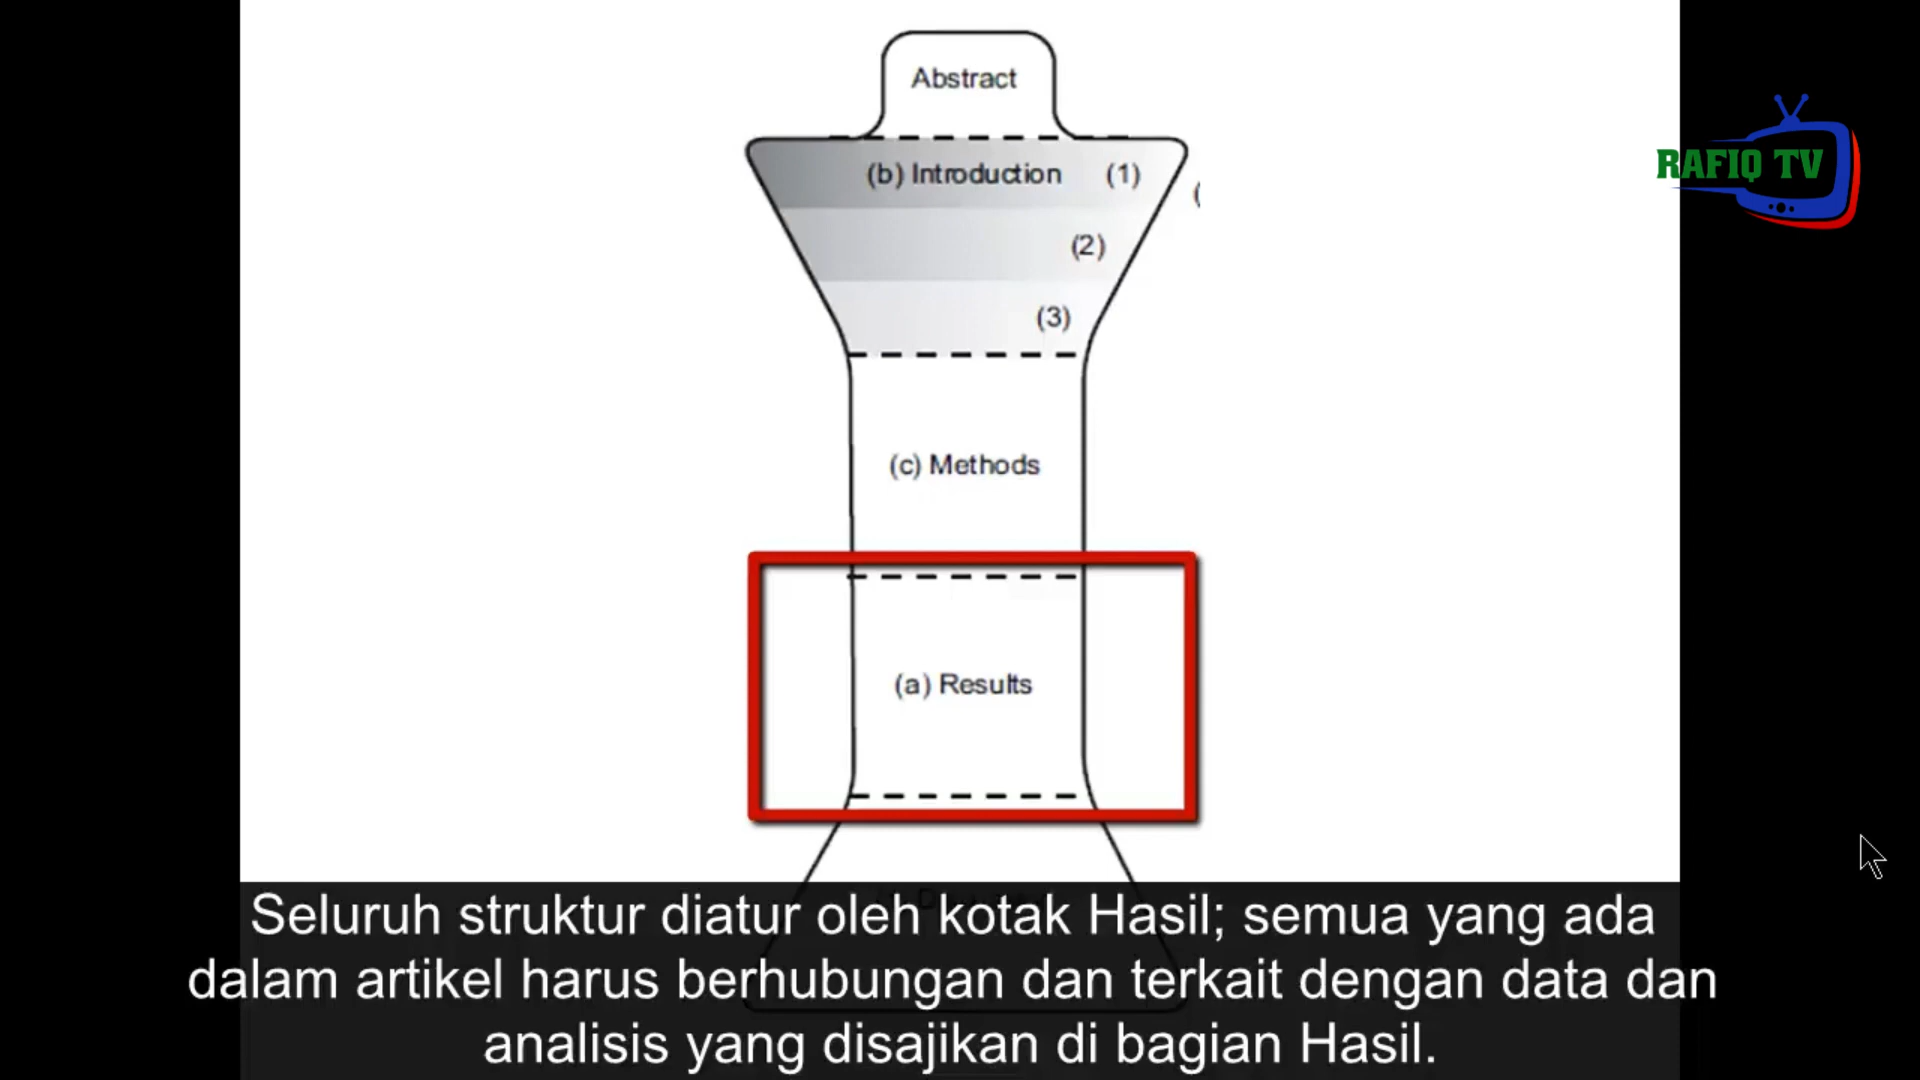 Abstract
(b) Introduction (1)
(2)
(3)
(c) Methods
(a) Results
RAFIQ TV
Seluruh struktur diatur oleh kotak Hasil; semua yang ada
dalam artikel harus berhubungan dan terkait dengan data dan
analisis yang disajikan di bagian Hasil.